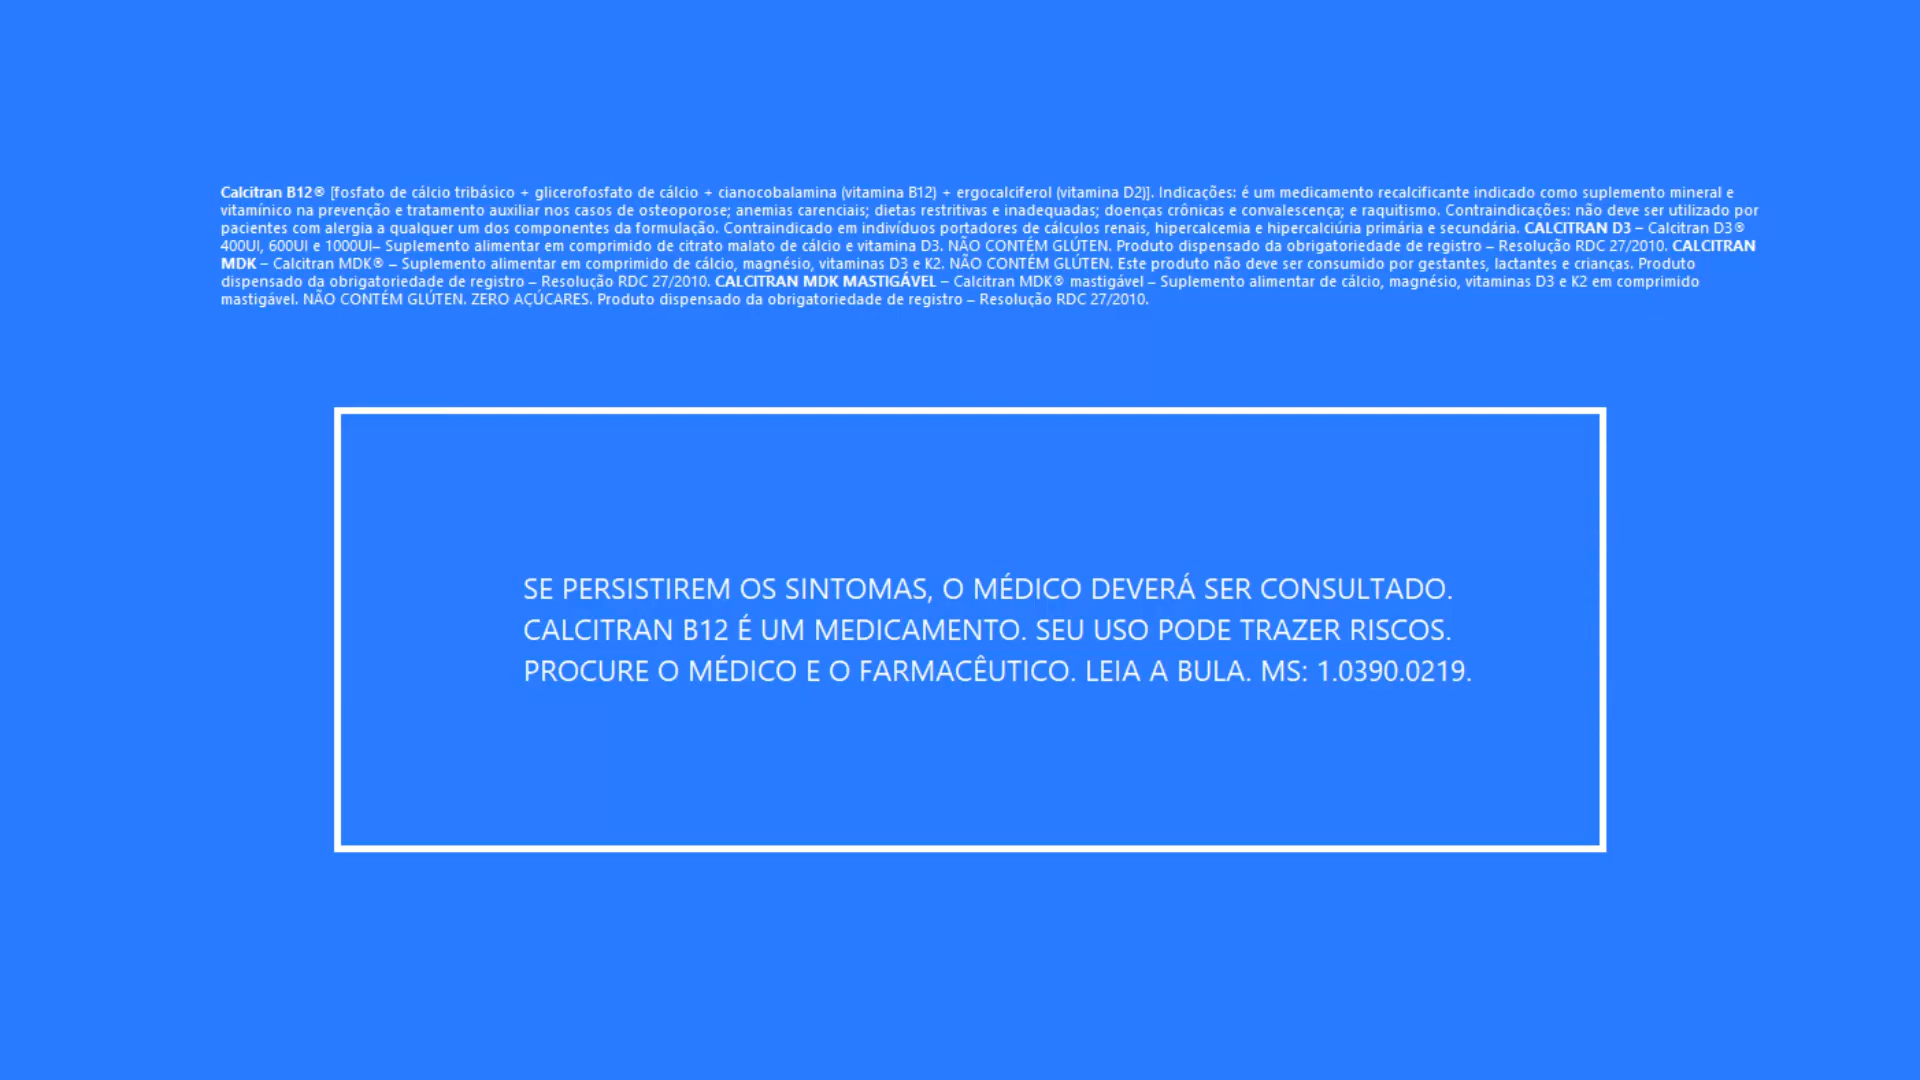 Calcitran B12® [fosfato de cálcio tribásico + glicerofosfato de cálcio + cianocobalamina (vitamina B12) + ergocalciferol (vitamina D2)]. Indicações: é um medicamento recalcificante indicado como suplemento mineral e
vitamínico na prevenção e tratamento auxiliar nos casos de osteoporose; anemias carenciais; dietas restritivas e inadequadas; doenças crônicas e convalescença; e raquitismo. Contraindicações: não deve ser utilizado por
pacientes com alergia a qualquer um dos componentes da formulação. Contraindicado em indivíduos portadores de cálculos renais, hipercalcemia e hipercalciúria primária e secundária. CALCITRAN D3 – Calcitran D3®
400UI, 600UI e 1000UI– Suplemento alimentar em comprimido de citrato malato de cálcio e vitamina D3. NÃO CONTÉM GLÚTEN. Produto dispensado da obrigatoriedade de registro – Resolução RDC 27/2010. CALCITRAN
MDK – Calcitran MDK® – Suplemento alimentar em comprimido de cálcio, magnésio, vitaminas D3 e K2. NÃO CONTÉM GLÚTEN. Este produto não deve ser consumido por gestantes, lactantes e crianças. Produto
dispensado da obrigatoriedade de registro – Resolução RDC 27/2010. CALCITRAN MDK MASTIGÁVEL – Calcitran MDK® mastigável – Suplemento alimentar de cálcio, magnésio, vitaminas D3 e K2 em comprimido
mastigável. NÃO CONTÉM GLÚTEN. ZERO AÇÚCARES. Produto dispensado da obrigatoriedade de registro – Resolução RDC 27/2010.
SE PERSISTIREM OS SINTOMAS, O MÉDICO DEVERÁ SER CONSULTADO.
CALCITRAN B12 É UM MEDICAMENTO. SEU USO PODE TRAZER RISCOS.
PROCURE O MÉDICO E O FARMACÊUTICO. LEIA A BULA. MS: 1.0390.0219.